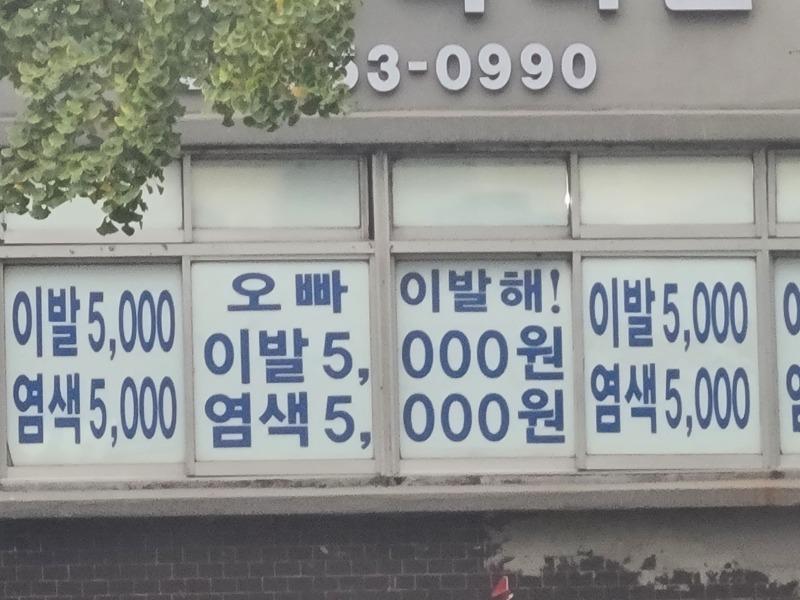 53-0990
이발 5,000
염색 5,000
오빠 이발해!
이발 5,000원
염색 5,000원
이발 5,000
염색 5,000